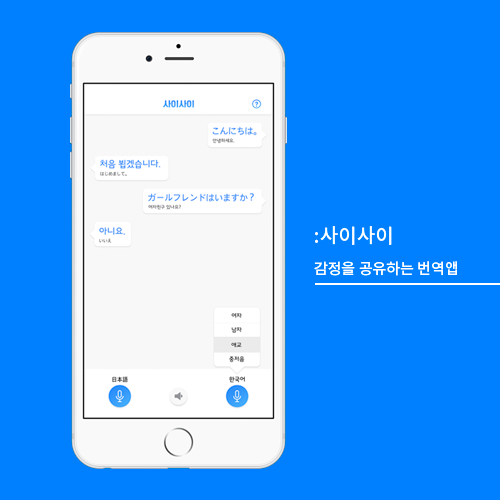 사이사이
?
こんにちは。
안녕하세요.
처음 뵙겠습니다.
はじめまして。
ガールフレンドはいますか？
여자친구 있나요?
아니요.
いいえ
여자
남자
애교
중저음
日本語
한국어
:사이사이
감정을 공유하는 번역앱